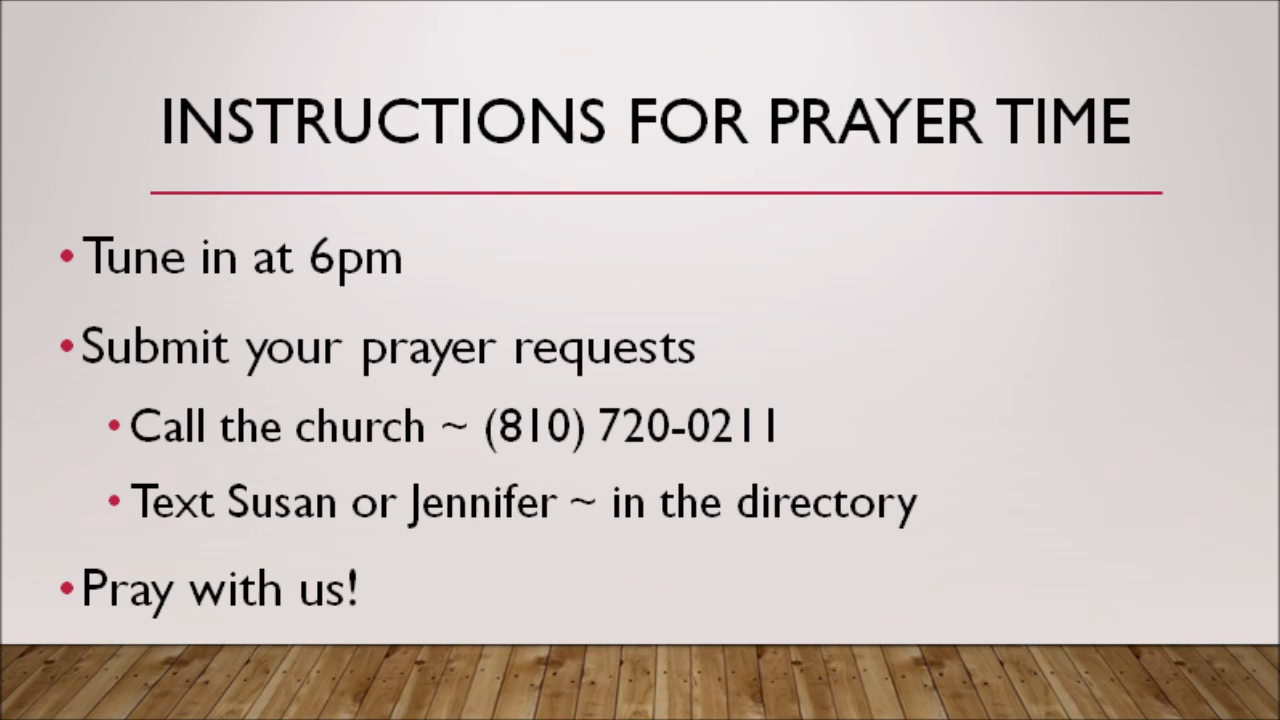 INSTRUCTIONS FOR PRAYER TIME
• Tune in at 6pm
• Submit your prayer requests
• Call the church ~ (810) 720-0211
• Text Susan or Jennifer ~ in the directory
• Pray with us!